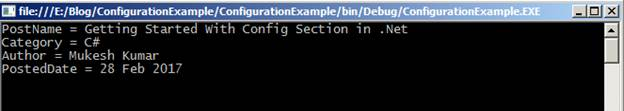 file:///E:/Blog/ConfigurationExample/ConfigurationExample/bin/Debug/ConfigurationExample.EXE
PostName = Getting Started With Config Section in .Net
Category = C#
Author = Mukesh Kumar
PostedDate = 28 Feb 2017